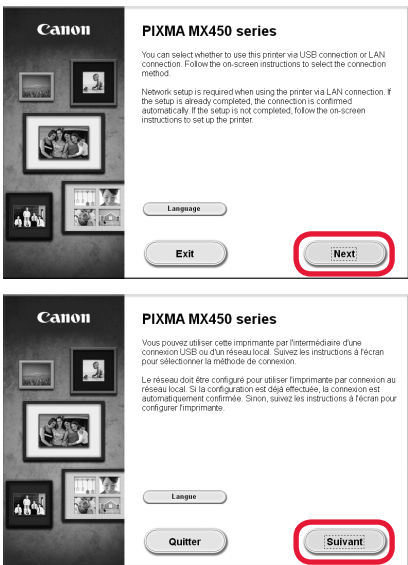 Canon
PIXMA MX450 series
You can select whether to use this printer via USB connection or LAN
connection. Follow the on-screen instructions to select the connection
method.
Network setup is required when using the printer via LAN connection. If
the setup is already completed, the connection is confirmed
automatically. If the setup is not completed, follow the on-screen
instructions to set up the printer.
Language
Exit
Next
Canon
PIXMA MX450 series
Vous pouvez utiliser cette imprimante par l'intermédiaire d'une
connexion USB ou d'un réseau local. Suivez les instructions à l'écran
pour sélectionner la méthode de connexion.
Le réseau doit être configuré pour utiliser l'imprimante par connexion au
réseau local. Si la configuration est déjà effectuée, la connexion est
automatiquement confirmée. Sinon, suivez les instructions à l'écran pour
configurer l'imprimante.
Langue
Quitter
Suivant